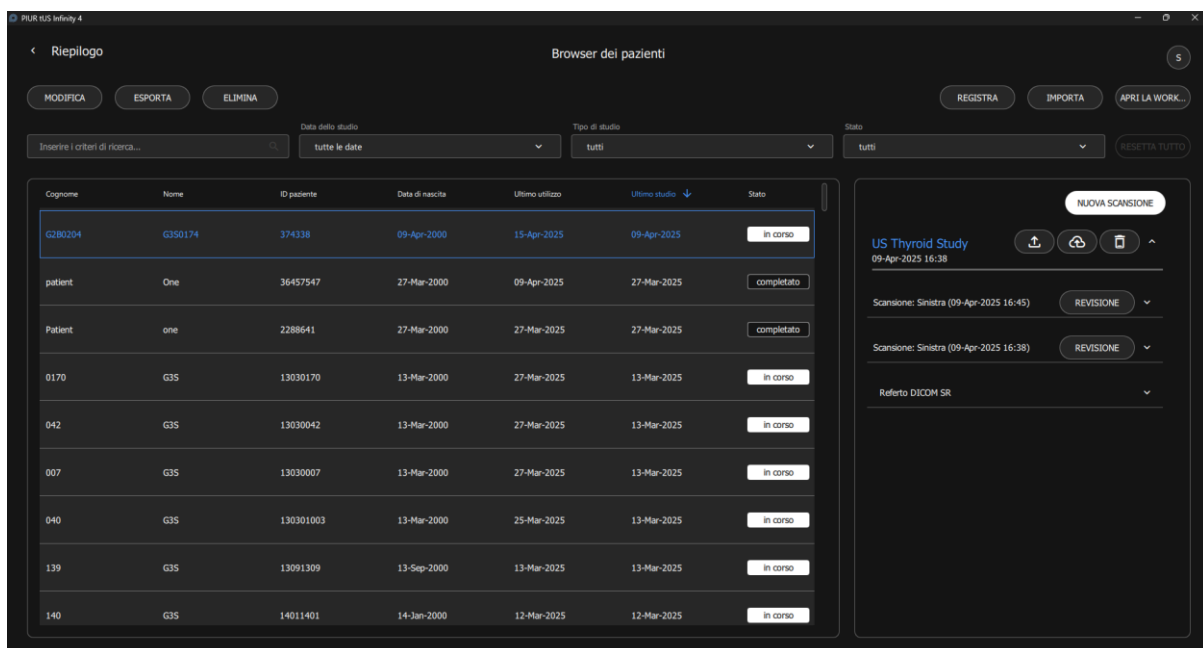 PIUR tUS Infinity 4
Riepilogo
Browser dei pazienti
S
MODIFICA ESPORTA ELIMINA REGISTRA IMPORTA APRI LA WORK...
Data dello studio Tipo di studio Stato
Inserire i criteri di ricerca... tutte le date tutti tutti RESETTA TUTTO
Cognome Nome ID paziente Data di nascita Ultimo utilizzo Ultimo studio Stato
G2B0204 G3S0174 374338 09-Apr-2000 15-Apr-2025 09-Apr-2025 in corso
patient One 36457547 27-Mar-2000 09-Apr-2025 27-Mar-2025 completato
Patient one 2288641 27-Mar-2000 27-Mar-2025 27-Mar-2025 completato
0170 G3S 13030170 13-Mar-2000 27-Mar-2025 13-Mar-2025 in corso
042 G3S 13030042 13-Mar-2000 27-Mar-2025 13-Mar-2025 in corso
007 G3S 13030007 13-Mar-2000 27-Mar-2025 13-Mar-2025 in corso
040 G3S 130301003 13-Mar-2000 25-Mar-2025 13-Mar-2025 in corso
139 G3S 13091309 13-Sep-2000 13-Mar-2025 13-Mar-2025 in corso
140 G3S 14011401 14-Jan-2000 12-Mar-2025 12-Mar-2025 in corso
NUOVA SCANSIONE
US Thyroid Study
09-Apr-2025 16:38
Scansione: Sinistra (09-Apr-2025 16:45) REVISIONE
Scansione: Sinistra (09-Apr-2025 16:38) REVISIONE
Referto DICOM SR